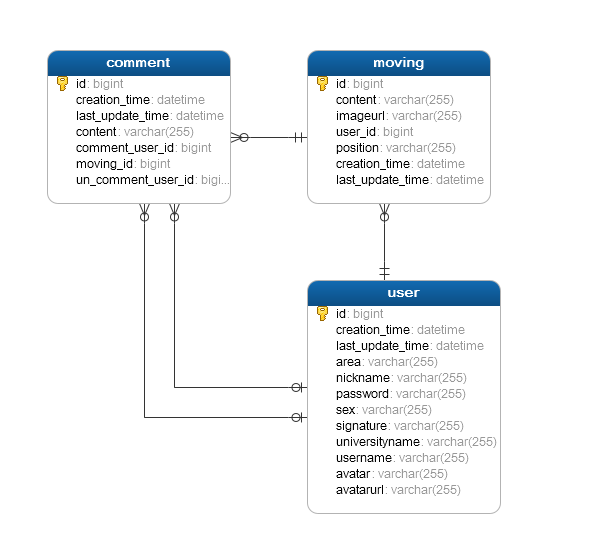 comment
id: bigint
creation_time: datetime
last_update_time: datetime
content: varchar(255)
comment_user_id: bigint
moving_id: bigint
un_comment_user_id: bigi...
moving
id: bigint
content: varchar(255)
imageurl: varchar(255)
user_id: bigint
position: varchar(255)
creation_time: datetime
last_update_time: datetime
user
id: bigint
creation_time: datetime
last_update_time: datetime
area: varchar(255)
nickname: varchar(255)
password: varchar(255)
sex: varchar(255)
signature: varchar(255)
universityname: varchar(255)
username: varchar(255)
avatar: varchar(255)
avatarurl: varchar(255)